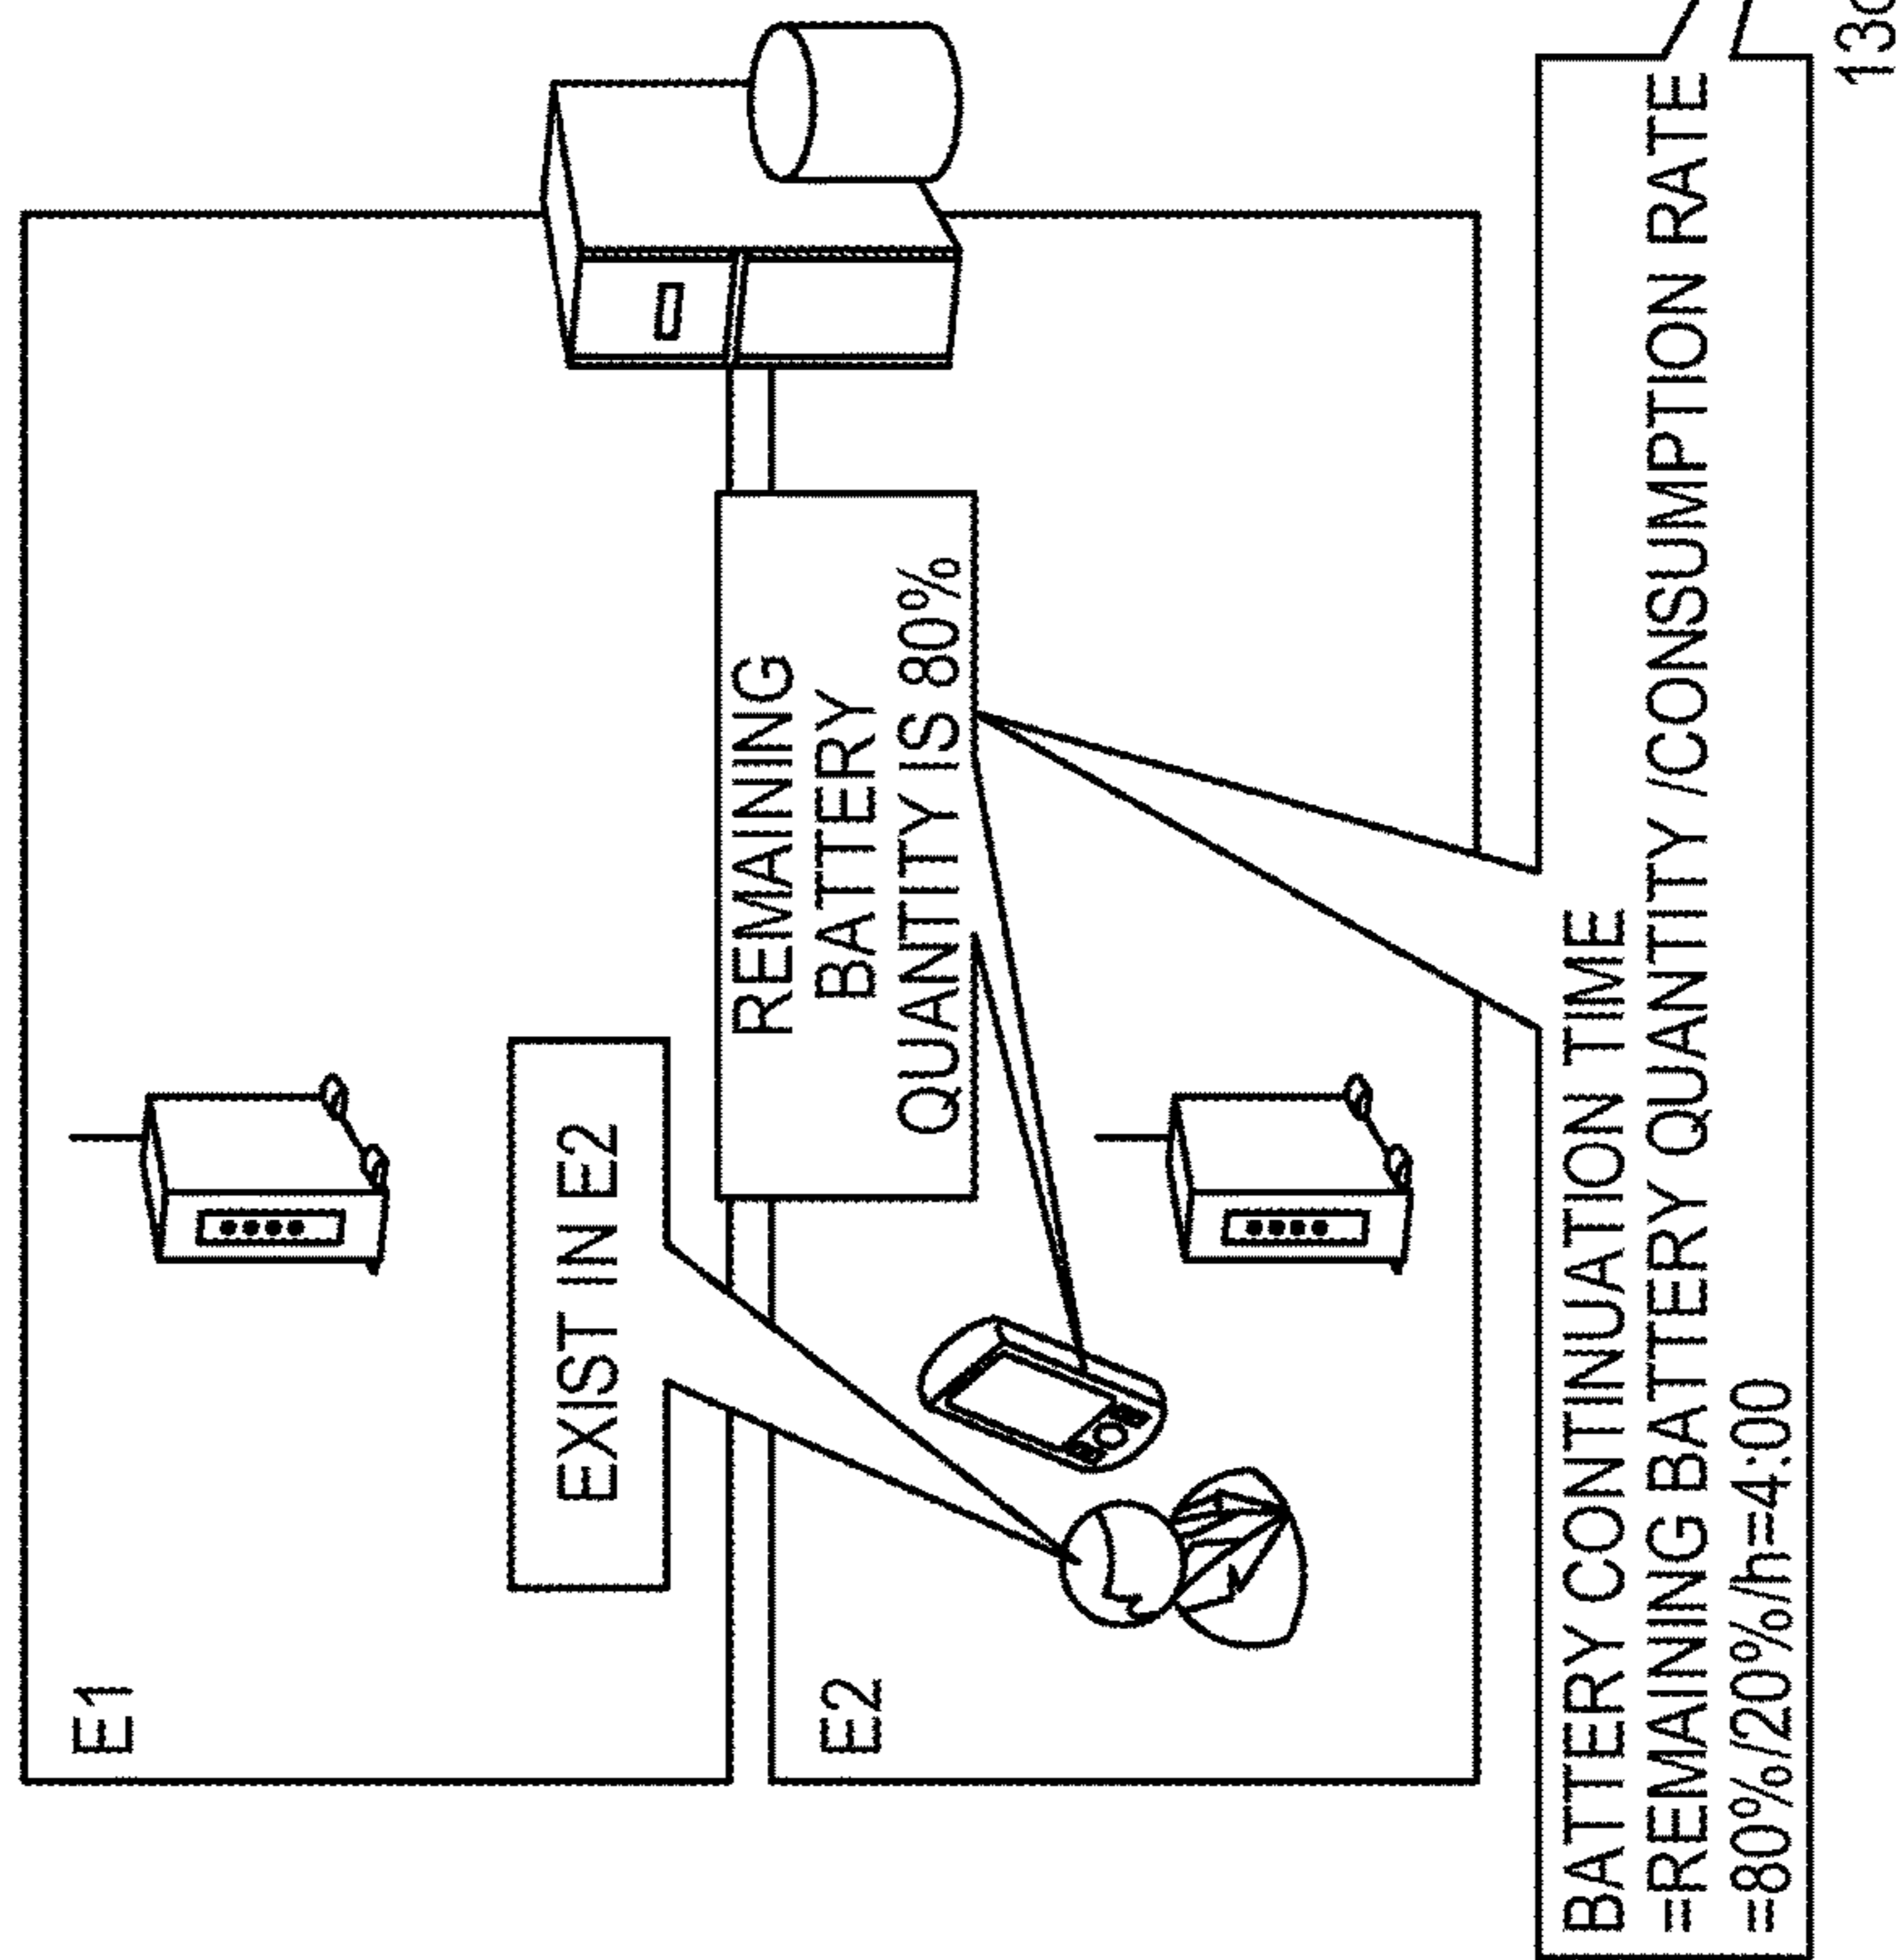 E1
EXIST IN E2
REMAINING
BATTERY
QUANTITY IS 80%
E2
BATTERY CONTINUATION TIME
=REMAINING BATTERY QUANTITY /CONSUMPTION RATE
=80%/20%/h=4:00